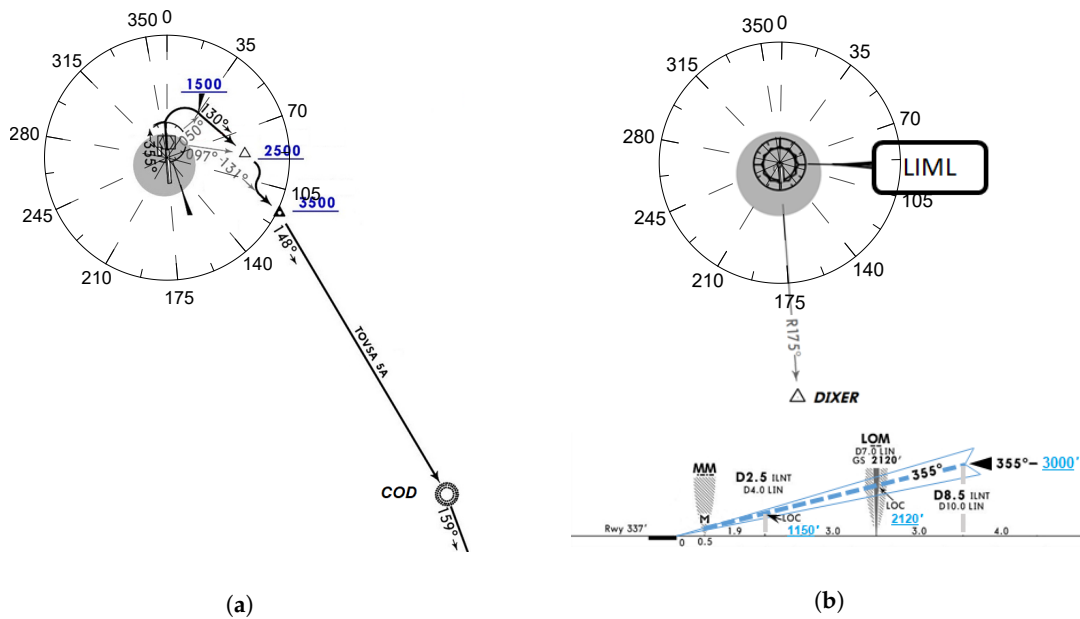 350 0
35
315
1500
130°
70
050°
280
355°
097°
131°
2500
105
3500
245
148°
210
140
175
TOVSA 5A
COD
159°
(a)
350 0
35
315
70
280
LIML
105
245
210
140
175
R175°
DIXER
LOM
D7.0 LIN
GS 2120'
MM
D2.5 ILNT
D4.0 LIN
355°
355°– 3000'
D8.5 ILNT
D10.0 LIN
M
LOC
LOC
2120'
1150'
Rwy 337'
0 0.5 1.9 3.0 3.0 4.0
(b)